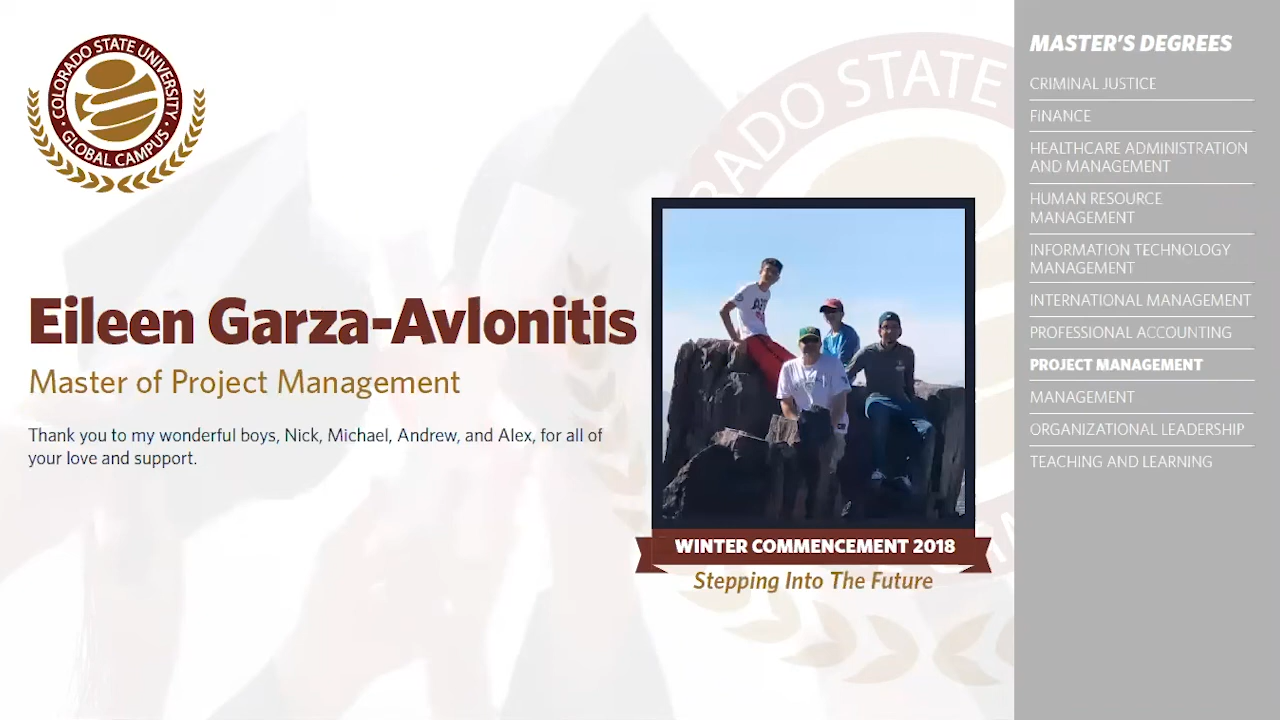 COLORADO STATE UNIVERSITY
· GLOBAL CAMPUS ·
Eileen Garza-Avlonitis
Master of Project Management
Thank you to my wonderful boys, Nick, Michael, Andrew, and Alex, for all of
your love and support.
WINTER COMMENCEMENT 2018
Stepping Into The Future
MASTER'S DEGREES
CRIMINAL JUSTICE
FINANCE
HEALTHCARE ADMINISTRATION
AND MANAGEMENT
HUMAN RESOURCE
MANAGEMENT
INFORMATION TECHNOLOGY
MANAGEMENT
INTERNATIONAL MANAGEMENT
PROFESSIONAL ACCOUNTING
PROJECT MANAGEMENT
MANAGEMENT
ORGANIZATIONAL LEADERSHIP
TEACHING AND LEARNING